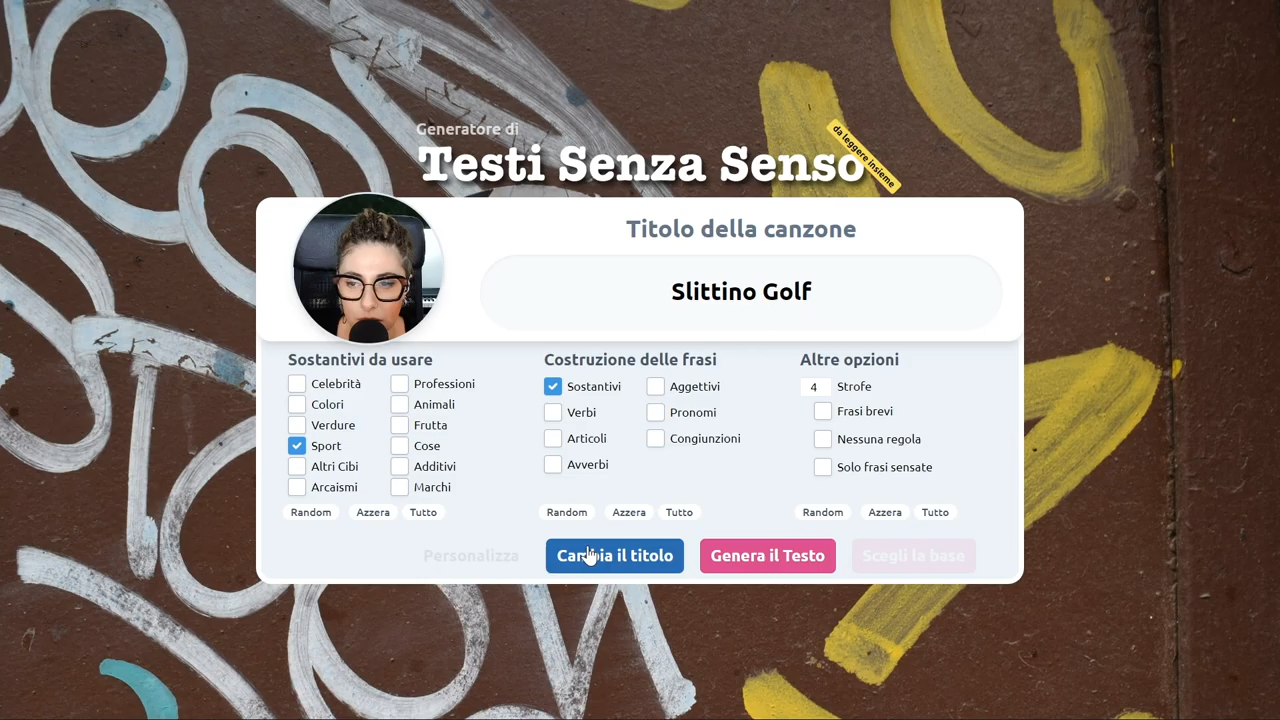 Generatore di
Testi Senza Senso
da leggere insieme
Titolo della canzone
Slittino Golf
Sostantivi da usare
Celebrità
Professioni
Colori
Animali
Verdure
Frutta
Sport
Cose
Altri Cibi
Additivi
Arcaismi
Marchi
Random
Azzera
Tutto
Costruzione delle frasi
Sostantivi
Aggettivi
Verbi
Pronomi
Articoli
Congiunzioni
Avverbi
Random
Azzera
Tutto
Altre opzioni
4 Strofe
Frasi brevi
Nessuna regola
Solo frasi sensate
Random
Azzera
Tutto
Personalizza
Cambia il titolo
Genera il Testo
Scegli la base